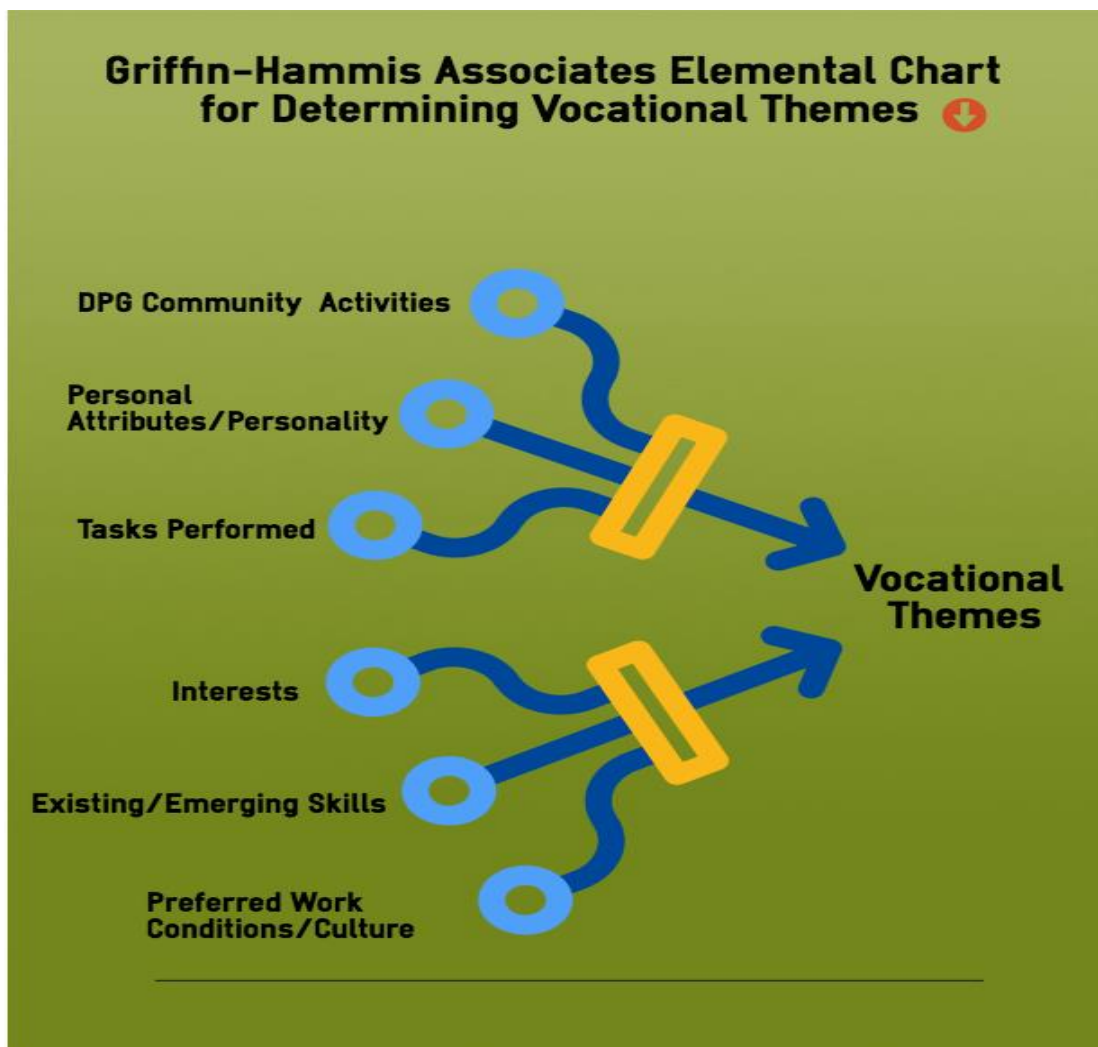 Griffin-Hammis Associates Elemental Chart
for Determining Vocational Themes
DPG Community Activities
Personal
Attributes/Personality
Tasks Performed
Vocational
Themes
Interests
Existing/Emerging Skills
Preferred Work
Conditions/Culture